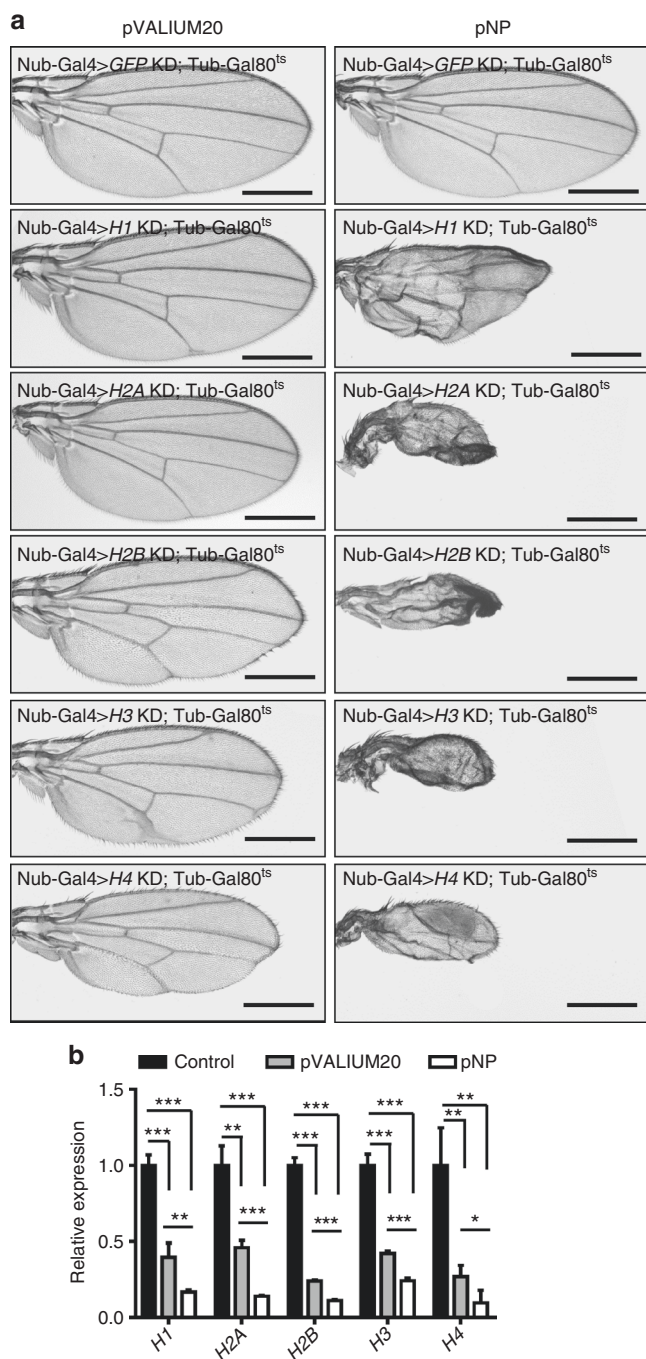 a
pVALIUM20 pNP
Nub-Gal4>GFP KD; Tub-Gal80ts Nub-Gal4>GFP KD; Tub-Gal80ts
Nub-Gal4>H1 KD; Tub-Gal80ts Nub-Gal4>H1 KD; Tub-Gal80ts
Nub-Gal4>H2A KD; Tub-Gal80ts Nub-Gal4>H2A KD; Tub-Gal80ts
Nub-Gal4>H2B KD; Tub-Gal80ts Nub-Gal4>H2B KD; Tub-Gal80ts
Nub-Gal4>H3 KD; Tub-Gal80ts Nub-Gal4>H3 KD; Tub-Gal80ts
Nub-Gal4>H4 KD; Tub-Gal80ts Nub-Gal4>H4 KD; Tub-Gal80ts
b
Control pVALIUM20 pNP
Relative expression
1.5
1.0
0.5
0.0
*** *** *** *** **
*** ** *** *** **
** *** *** *** *
H1 H2A H2B H3 H4